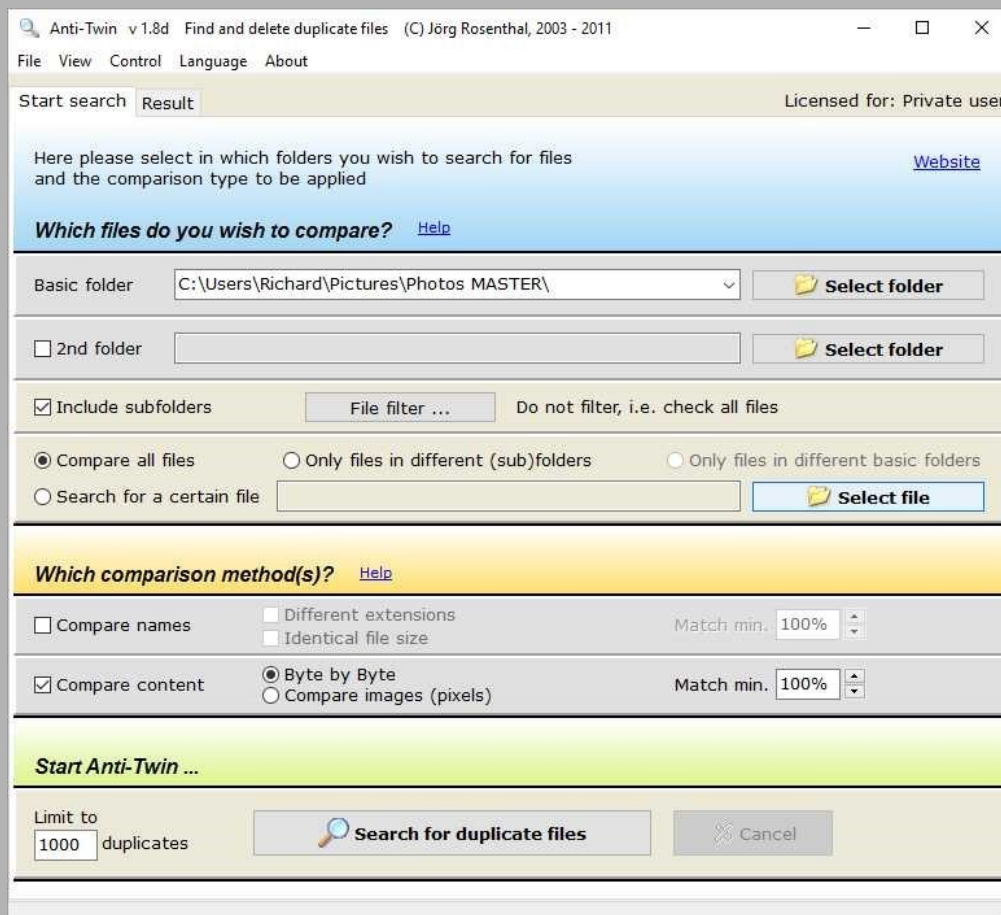 Anti-Twin v 1.8d Find and delete duplicate files (C) Jörg Rosenthal, 2003 - 2011
File View Control Language About
Start search Result Licensed for: Private user
Here please select in which folders you wish to search for files
and the comparison type to be applied
Website
Which files do you wish to compare? Help
Basic folder C:\Users\Richard\Pictures\Photos MASTER\ Select folder
2nd folder Select folder
Include subfolders File filter ... Do not filter, i.e. check all files
Compare all files Only files in different (sub)folders Only files in different basic folders
Search for a certain file Select file
Which comparison method(s)? Help
Compare names
Different extensions
Identical file size
Match min. 100%
Compare content
Byte by Byte
Compare images (pixels)
Match min. 100%
Start Anti-Twin ...
Limit to
1000 duplicates
Search for duplicate files
Cancel